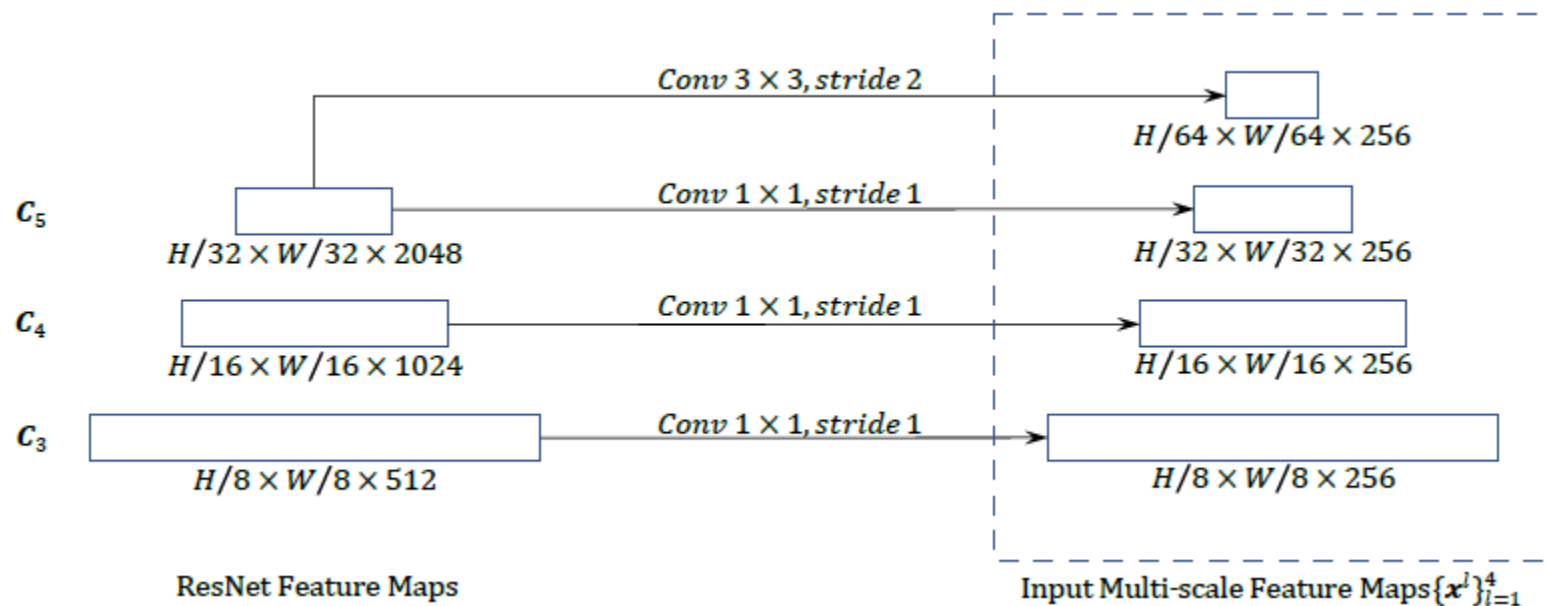 Conv 3 × 3, stride 2
H/64 × W/64 × 256
C₅
Conv 1 × 1, stride 1
H/32 × W/32 × 2048
H/32 × W/32 × 256
C₄
Conv 1 × 1, stride 1
H/16 × W/16 × 1024
H/16 × W/16 × 256
C₃
Conv 1 × 1, stride 1
H/8 × W/8 × 512
H/8 × W/8 × 256
ResNet Feature Maps
Input Multi-scale Feature Maps{xˡ}⁴ₗ₌₁